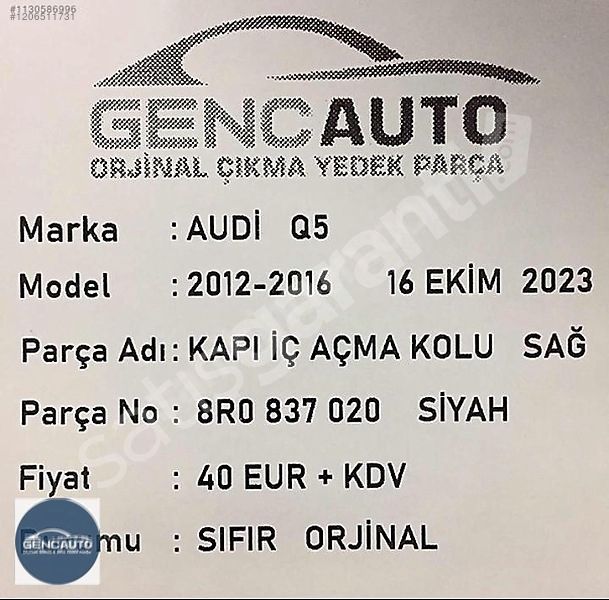 #1130586996
#1206511731
GENCAUTO
ORJİNAL ÇIKMA YEDEK PARÇA
Marka : AUDİ Q5
Model : 2012-2016 16 EKİM 2023
Parça Adı : KAPI İÇ AÇMA KOLU SAĞ
Parça No : 8R0 837 020 SİYAH
Fiyat : 40 EUR + KDV
mu : SIFIR ORJİNAL
GENCAUTO
satışgaranti.com